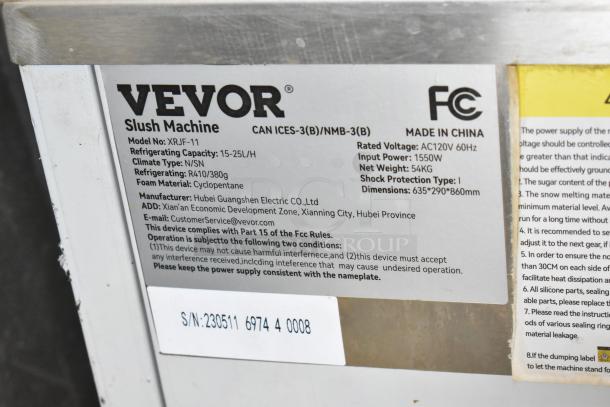 VEVOR®
Slush Machine
CAN ICES-3(B)/NMB-3(B)
FC
MADE IN CHINA
Model No: XRJF-11
Refrigerating Capacity: 15-25L/H
Climate Type: N/SN
Refrigerating: R410/380g
Foam Material: Cyclopentane
Rated Voltage: AC120V 60Hz
Input Power: 1550W
Net Weight: 54KG
Shock Protection Type: I
Dimensions: 635*290*860mm
Manufacturer: Hubei Guangshen Electric CO.,Ltd
ADD: Xian'an Economic Development Zone, Xianning City, Hubei Province
E-mail: CustomerService@vevor.com
This device complies with Part 15 of the Fcc Rules.
Operation is subjectto the following two conditions:
(1)This device may not cause harmful interfernece,and (2)this device must accept
any interference received,inclcding inteference that may cause undesired operation.
Please keep the power supply consistent with the nameplate.
S/N:230511 6974 4 0008
GROUP
The power supply of the
oltage should be controlled
e greater than that indica
hould be effectively ground
. The sugar content of the
3. The snow melting mate
minimum material level. Av
run for a long time without
4. It is recommended to se
adjust it to the next gear, if
5. In order to ensure the no
than 30CM on each side of
facilitate heat dissipation a
6. All silicone parts, sealing
able parts, please replace th
7. Please read the instructi
ods of various sealing ring
material leakage.
8.If the dumping label
to let the machine stand fo